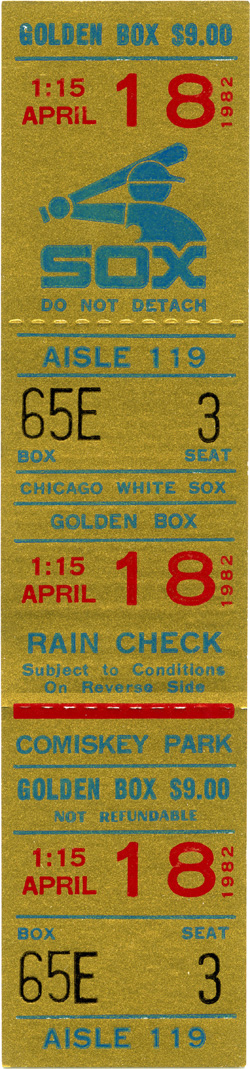 GOLDEN BOX $9.00
1:15
APRIL 18 1982
SOX
DO NOT DETACH
AISLE 119
65E 3
BOX SEAT
CHICAGO WHITE SOX
GOLDEN BOX
1:15
APRIL 18 1982
RAIN CHECK
Subject to Conditions
On Reverse Side
COMISKEY PARK
GOLDEN BOX $9.00
NOT REFUNDABLE
1:15
APRIL 18 1982
BOX SEAT
65E 3
AISLE 119